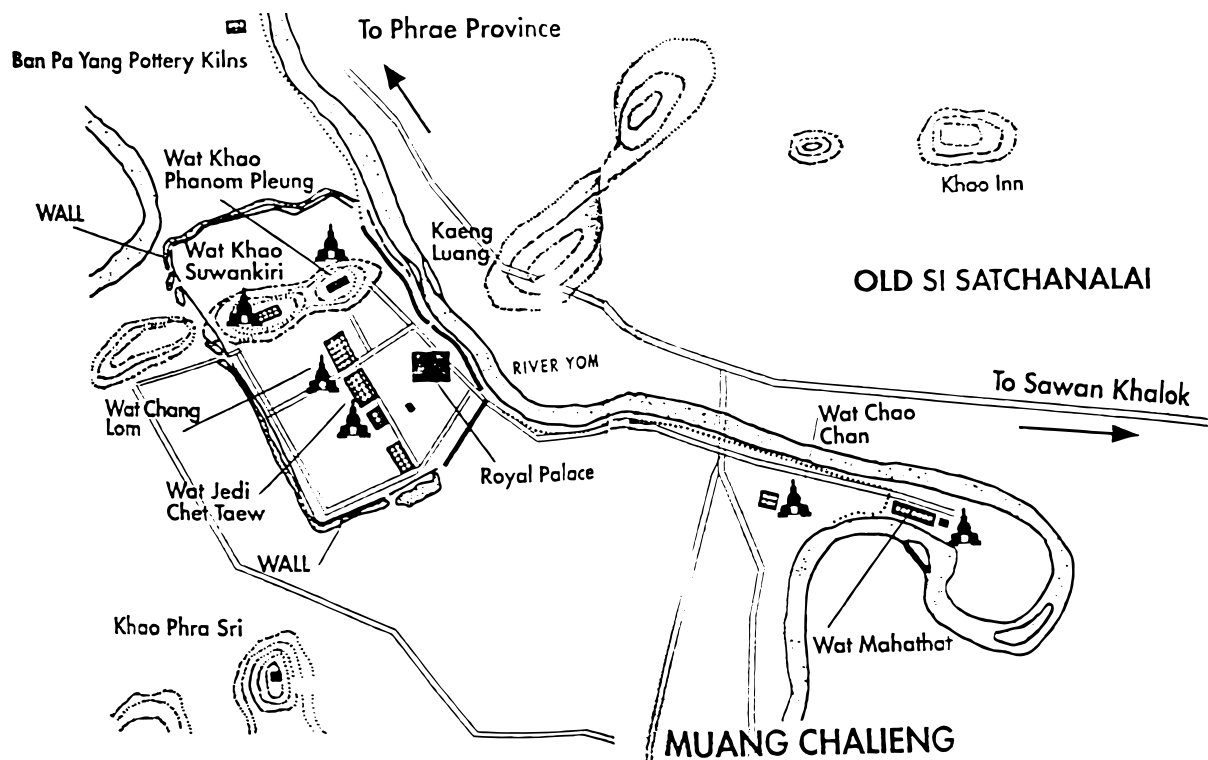 To Phrae Province
Ban Pa Yang Pottery Kilns
Wat Khao
Phanom Pleung
Khao Inn
WALL
Kaeng
Luang
Wat Khao
Suwankiri
OLD SI SATCHANALAI
RIVER YOM
To Sawan Khalok
Wat Chang
Lom
Wat Chao
Chan
Royal Palace
Wat Jedi
Chet Taew
WALL
Khao Phra Sri
Wat Mahathat
MUANG CHALIENG